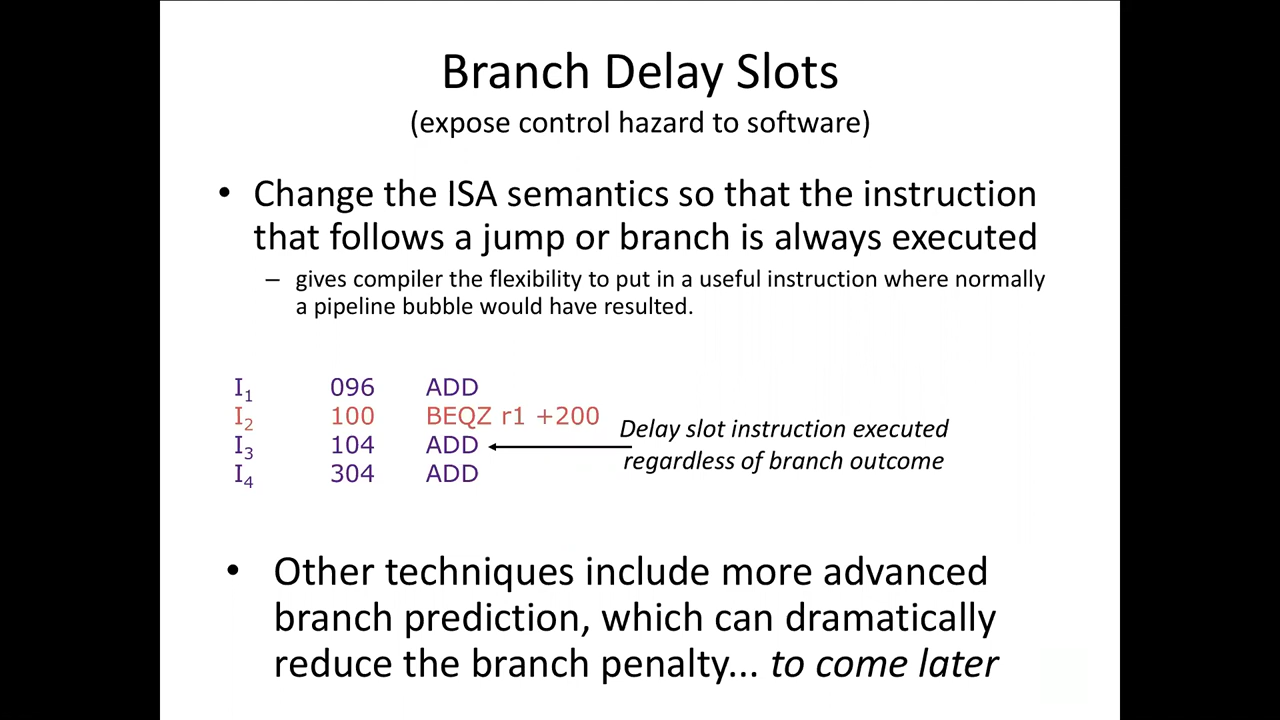 Branch Delay Slots
(expose control hazard to software)
• Change the ISA semantics so that the instruction
that follows a jump or branch is always executed
– gives compiler the flexibility to put in a useful instruction where normally
a pipeline bubble would have resulted.
I1 096 ADD
I2 100 BEQZ r1 +200
I3 104 ADD
I4 304 ADD
Delay slot instruction executed
regardless of branch outcome
• Other techniques include more advanced
branch prediction, which can dramatically
reduce the branch penalty... to come later